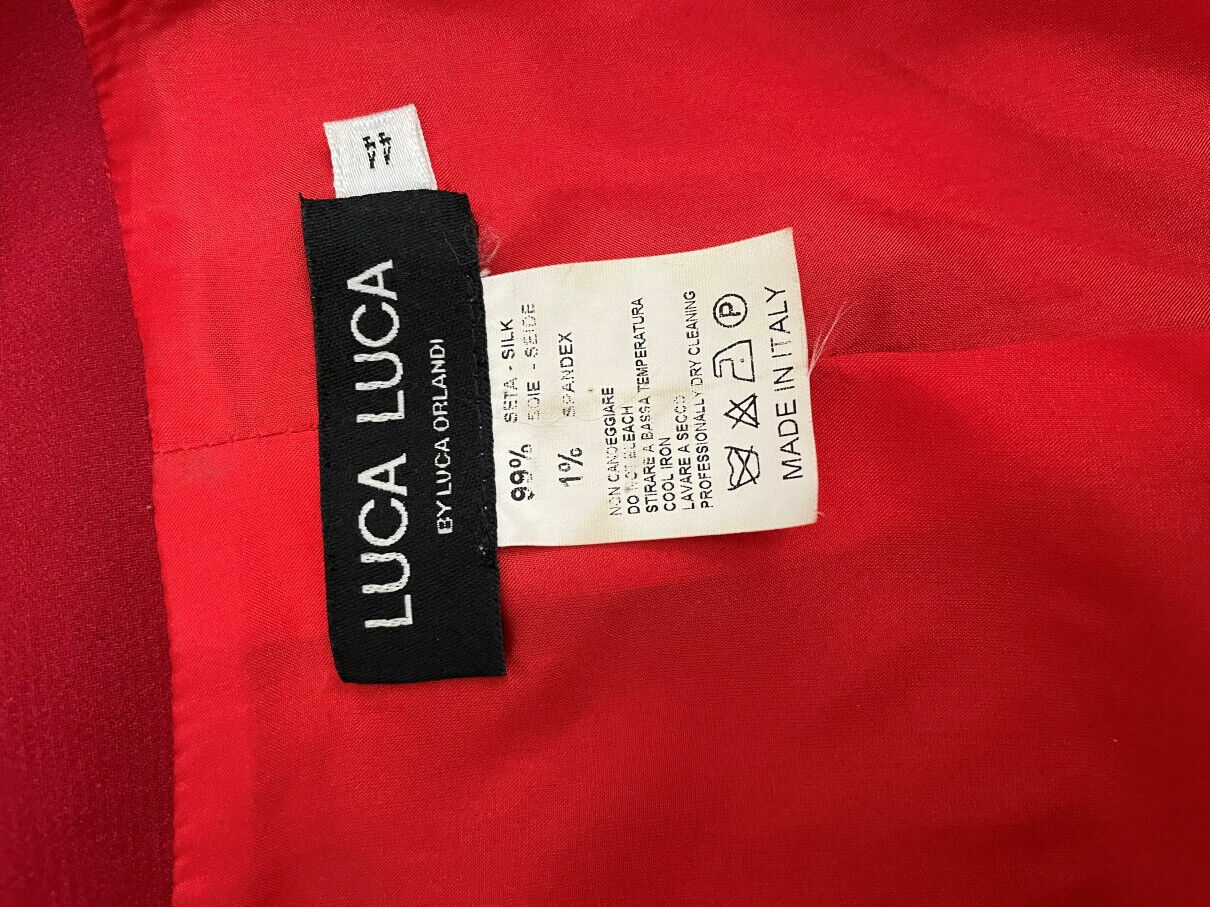 44
LUCA LUCA
BY LUCA ORLANDI
99% SETA - SILK
SOIE - SEIDE
1% SPANDEX
NON CANDEGGIARE
DO NOT BLEACH
STIRARE A BASSA TEMPERATURA
COOL IRON
LAVARE A SECCO
PROFESSIONALLY DRY CLEANING
P
MADE IN ITALY